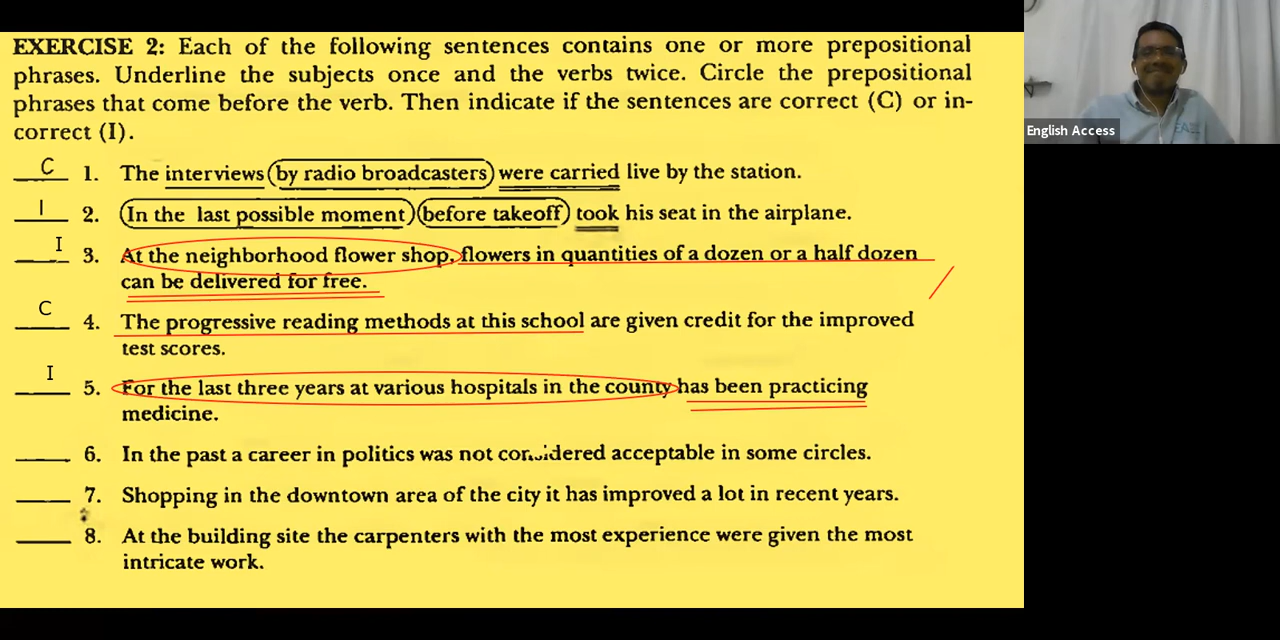 EXERCISE 2: Each of the following sentences contains one or more prepositional
phrases. Underline the subjects once and the verbs twice. Circle the prepositional
phrases that come before the verb. Then indicate if the sentences are correct (C) or in-
correct (I).
C 1. The interviews by radio broadcasters were carried live by the station.
I 2. In the last possible moment before takeoff took his seat in the airplane.
I 3. At the neighborhood flower shop, flowers in quantities of a dozen or a half dozen
can be delivered for free.
C 4. The progressive reading methods at this school are given credit for the improved
test scores.
I 5. For the last three years at various hospitals in the county has been practicing
medicine.
6. In the past a career in politics was not considered acceptable in some circles.
7. Shopping in the downtown area of the city it has improved a lot in recent years.
8. At the building site the carpenters with the most experience were given the most
intricate work.
English Access